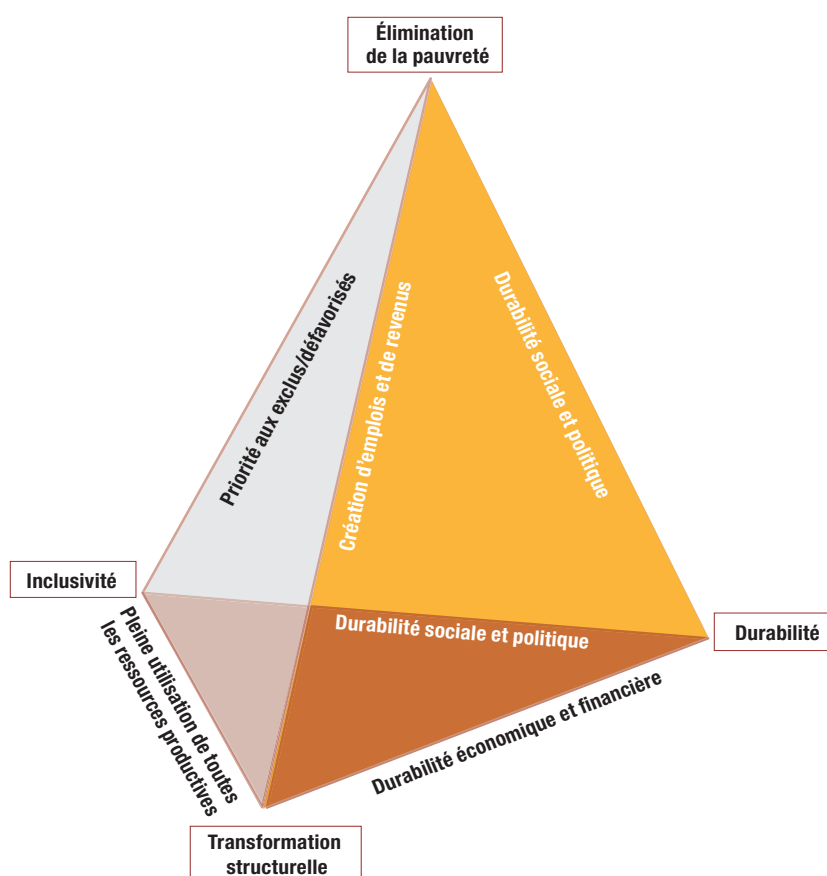 Élimination
de la pauvreté
Priorité aux exclus/défavorisés
Création d'emplois et de revenus
Durabilité sociale et politique
Inclusivité
Durabilité sociale et politique
Durabilité
Pleine utilisation de toutes
les ressources productives
Durabilité économique et financière
Transformation
structurelle